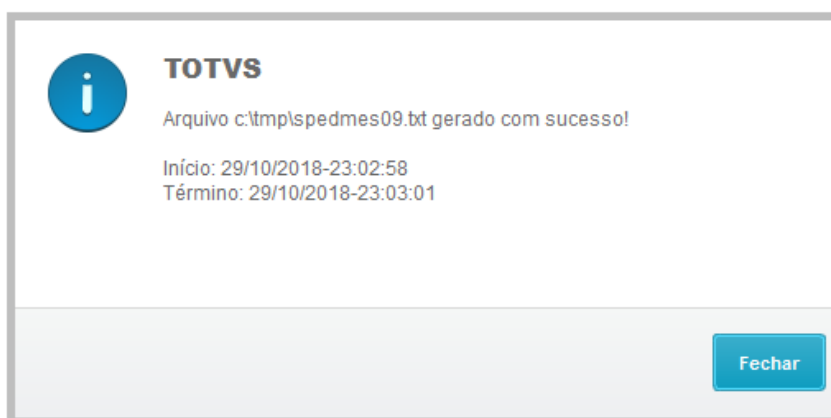 TOTVS
Arquivo c:\tmp\spedmes09.txt gerado com sucesso!
Início: 29/10/2018-23:02:58
Término: 29/10/2018-23:03:01
Fechar